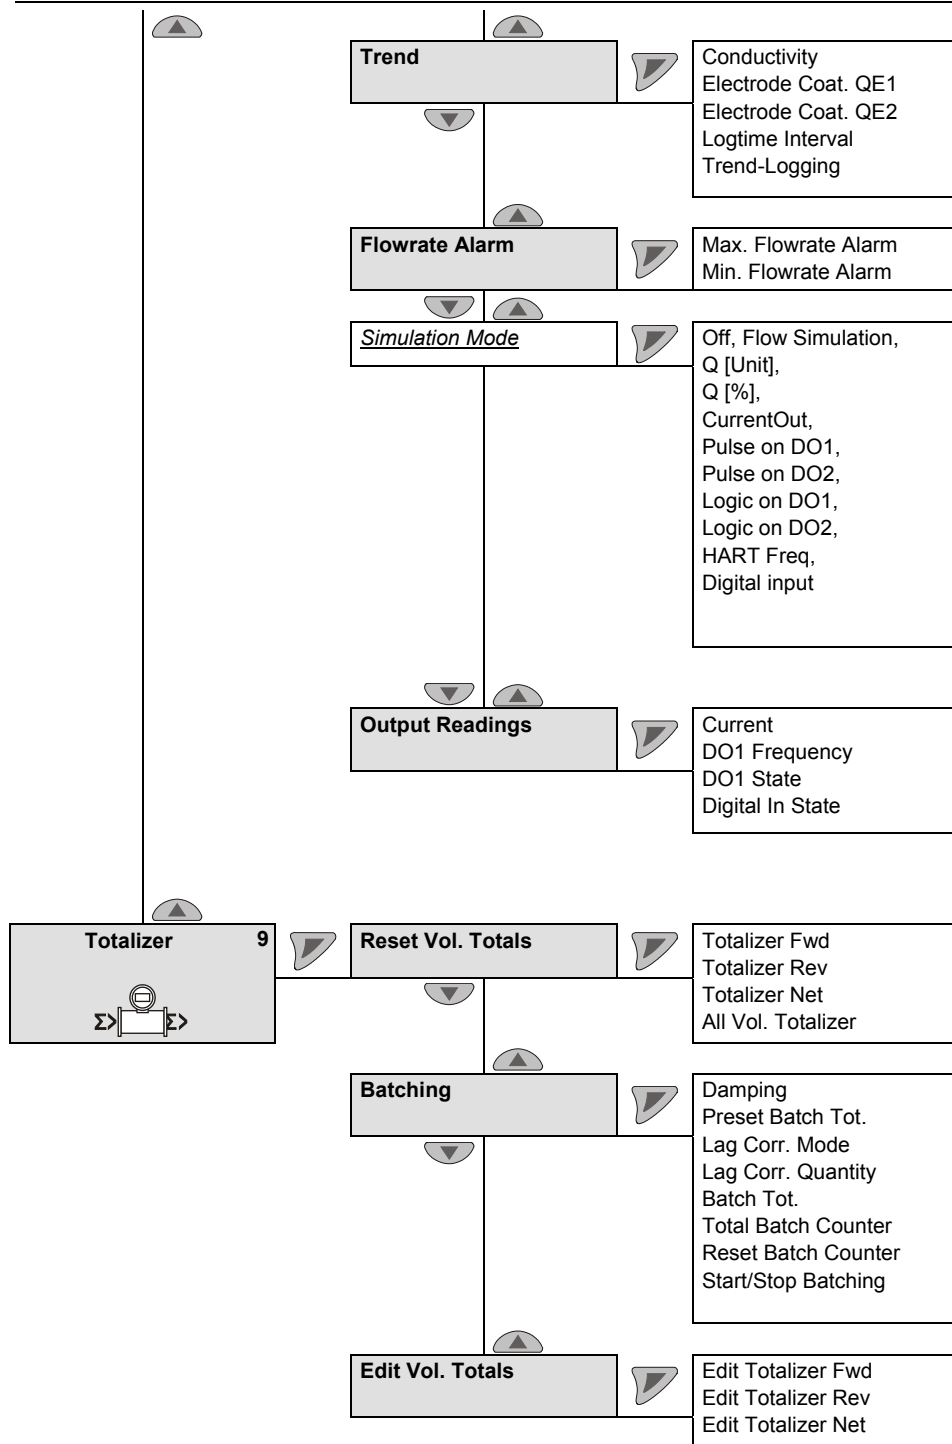 Trend
Conductivity
Electrode Coat. QE1
Electrode Coat. QE2
Logtime Interval
Trend-Logging
Flowrate Alarm
Max. Flowrate Alarm
Min. Flowrate Alarm
Simulation Mode
Off, Flow Simulation,
Q [Unit],
Q [%],
CurrentOut,
Pulse on DO1,
Pulse on DO2,
Logic on DO1,
Logic on DO2,
HART Freq,
Digital input
Output Readings
Current
DO1 Frequency
DO1 State
Digital In State
Totalizer 9
Σ> Σ>
Reset Vol. Totals
Totalizer Fwd
Totalizer Rev
Totalizer Net
All Vol. Totalizer
Batching
Damping
Preset Batch Tot.
Lag Corr. Mode
Lag Corr. Quantity
Batch Tot.
Total Batch Counter
Reset Batch Counter
Start/Stop Batching
Edit Vol. Totals
Edit Totalizer Fwd
Edit Totalizer Rev
Edit Totalizer Net